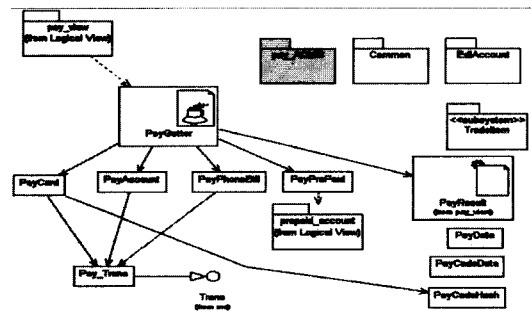 pay_view
(from Logical View)
Common
EdiAccount
<<subsystem>>
TradeItem
PayGetter
PayCard
PayAccount
PayPhoneBill
PayPrePaid
PayResult
(from pay_view)
prepaid_account
(from Logical View)
PayData
PayCodeData
Pay_Trans
PayCodeHash
Trans